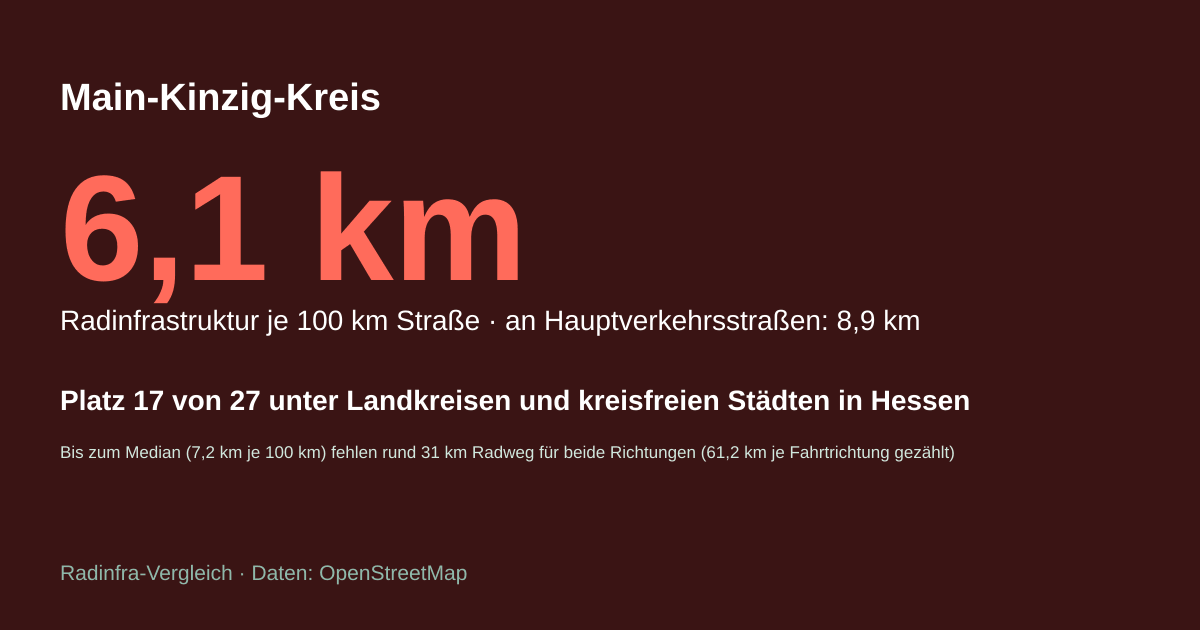 Main-Kinzig-Kreis
6,1 km
Radinfrastruktur je 100 km Straße · an Hauptverkehrsstraßen: 8,9 km
Platz 17 von 27 unter Landkreisen und kreisfreien Städten in Hessen
Bis zum Median (7,2 km je 100 km) fehlen rund 31 km Radweg für beide Richtungen (61,2 km je Fahrtrichtung gezählt)
Radinfra-Vergleich · Daten: OpenStreetMap